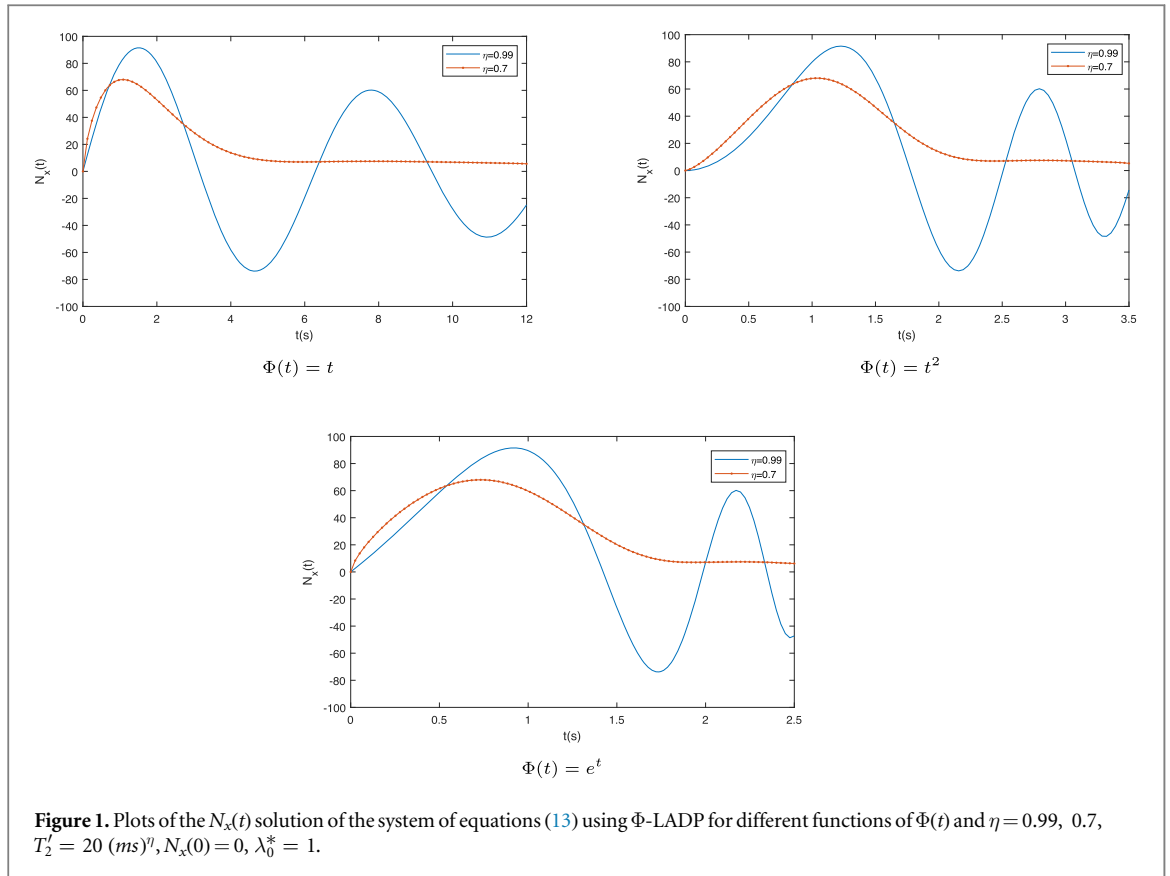 100
80
60
40
20
0
-20
-40
-60
-80
-100
N_x(t)
0 2 4 6 8 10 12
t(s)
η=0.99
η=0.7
Φ(t) = t
100
80
60
40
20
0
-20
-40
-60
-80
-100
N_x(t)
0 0.5 1 1.5 2 2.5 3 3.5
t(s)
η=0.99
η=0.7
Φ(t) = t²
100
80
60
40
20
0
-20
-40
-60
-80
-100
N_x(t)
0 0.5 1 1.5 2 2.5
t(s)
η=0.99
η=0.7
Φ(t) = eᵗ
Figure 1. Plots of the N_x(t) solution of the system of equations (13) using Φ-LADP for different functions of Φ(t) and η = 0.99, 0.7,
T₂′ = 20 (ms)^η, N_x(0) = 0, λ₀* = 1.